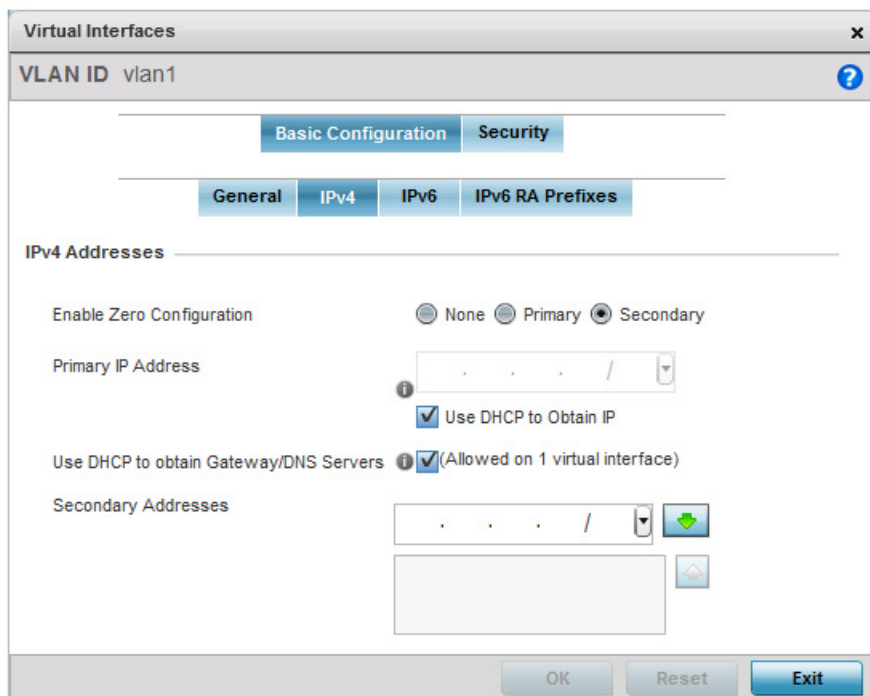 Virtual Interfaces
VLAN ID vlan1
Basic Configuration Security
General IPv4 IPv6 IPv6 RA Prefixes
IPv4 Addresses
Enable Zero Configuration None Primary Secondary
Primary IP Address . . . /
Use DHCP to Obtain IP
Use DHCP to obtain Gateway/DNS Servers (Allowed on 1 virtual interface)
Secondary Addresses . . . /
OK Reset Exit